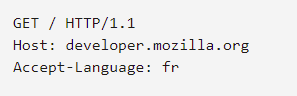 GET / HTTP/1.1
Host: developer.mozilla.org
Accept-Language: fr